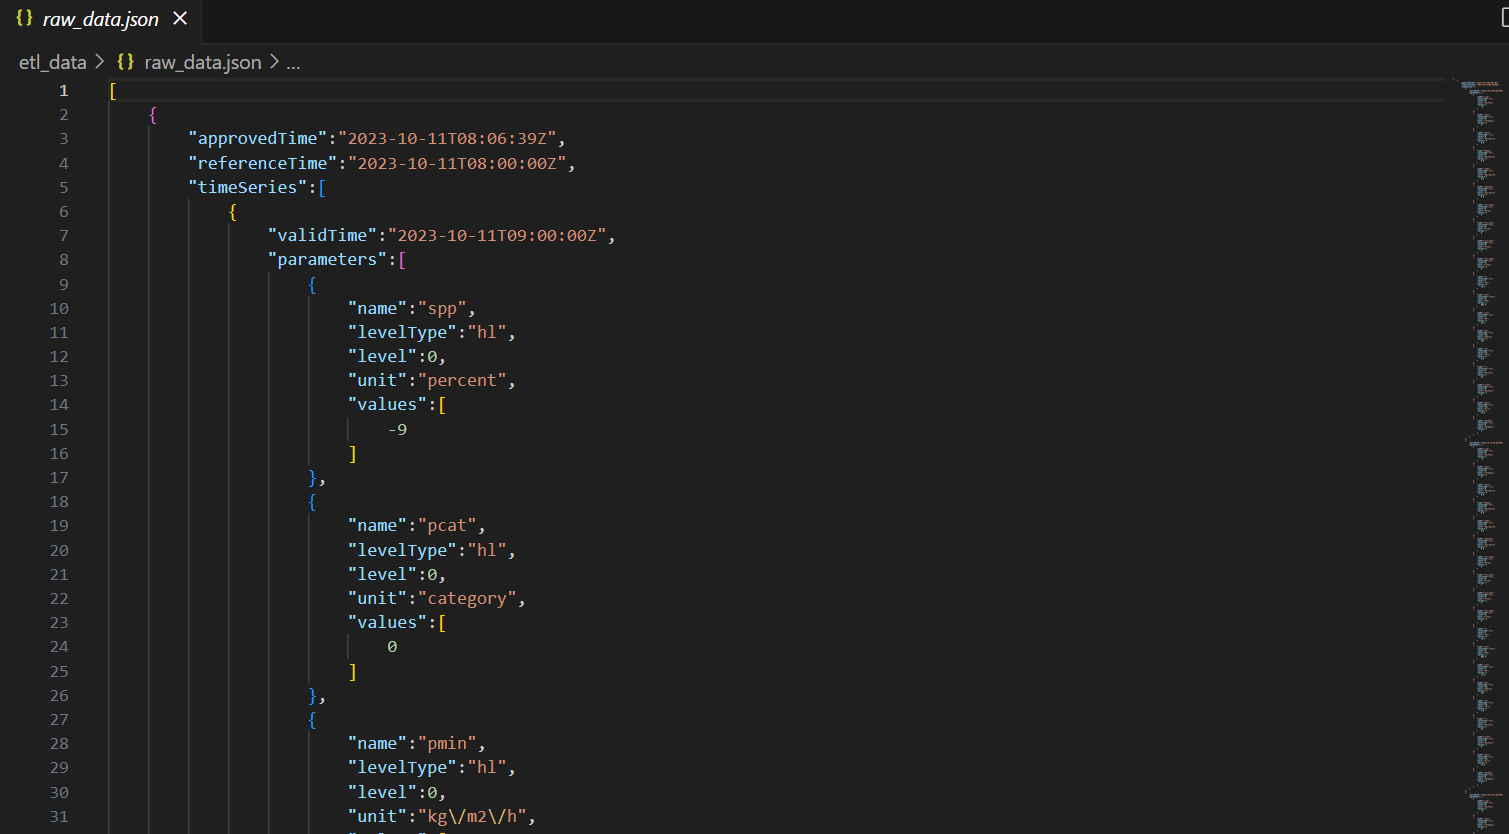 {} raw_data.json ×
etl_data > {} raw_data.json > ...
1 [
2 {
3 "approvedTime":"2023-10-11T08:06:39Z",
4 "referenceTime":"2023-10-11T08:00:00Z",
5 "timeSeries":[
6 {
7 "validTime":"2023-10-11T09:00:00Z",
8 "parameters":[
9 {
10 "name":"spp",
11 "levelType":"hl",
12 "level":0,
13 "unit":"percent",
14 "values":[
15 -9
16 ]
17 },
18 {
19 "name":"pcat",
20 "levelType":"hl",
21 "level":0,
22 "unit":"category",
23 "values":[
24 0
25 ]
26 },
27 {
28 "name":"pmin",
29 "levelType":"hl",
30 "level":0,
31 "unit":"kg\/m2\/h",